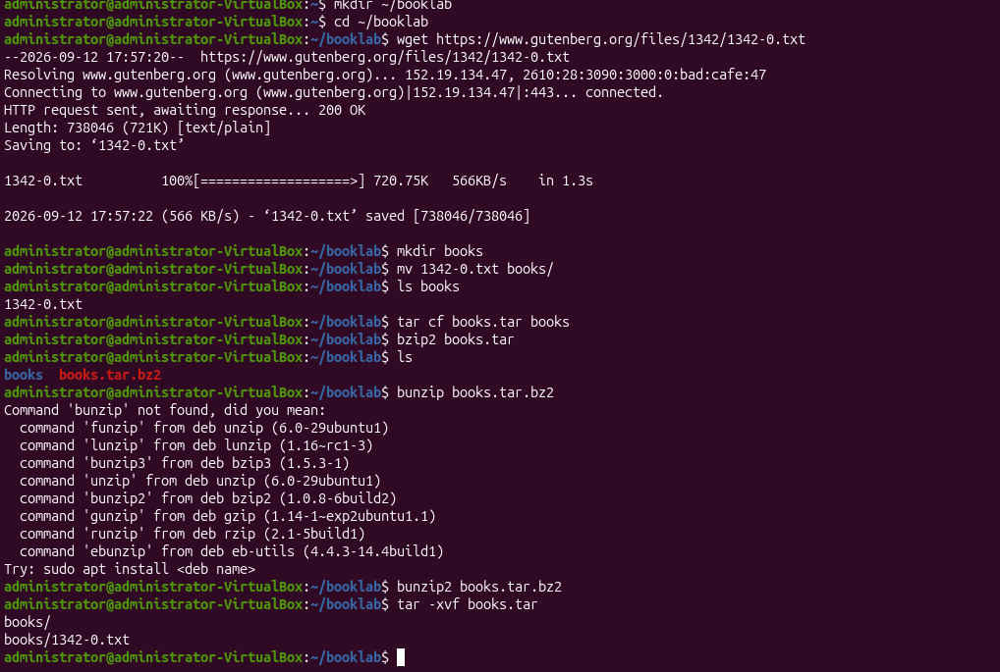 administrator@administrator-VirtualBox:~$ mkdir ~/booklab
administrator@administrator-VirtualBox:~$ cd ~/booklab
administrator@administrator-VirtualBox:~/booklab$ wget https://www.gutenberg.org/files/1342/1342-0.txt
--2026-09-12 17:57:20--  https://www.gutenberg.org/files/1342/1342-0.txt
Resolving www.gutenberg.org (www.gutenberg.org)... 152.19.134.47, 2610:28:3090:3000:0:bad:cafe:47
Connecting to www.gutenberg.org (www.gutenberg.org)|152.19.134.47|:443... connected.
HTTP request sent, awaiting response... 200 OK
Length: 738046 (721K) [text/plain]
Saving to: ‘1342-0.txt’
1342-0.txt          100%[===================>] 720.75K   566KB/s    in 1.3s
2026-09-12 17:57:22 (566 KB/s) - ‘1342-0.txt’ saved [738046/738046]
administrator@administrator-VirtualBox:~/booklab$ mkdir books
administrator@administrator-VirtualBox:~/booklab$ mv 1342-0.txt books/
administrator@administrator-VirtualBox:~/booklab$ ls books
1342-0.txt
administrator@administrator-VirtualBox:~/booklab$ tar cf books.tar books
administrator@administrator-VirtualBox:~/booklab$ bzip2 books.tar
administrator@administrator-VirtualBox:~/booklab$ ls
books  books.tar.bz2
administrator@administrator-VirtualBox:~/booklab$ bunzip books.tar.bz2
Command 'bunzip' not found, did you mean:
  command 'funzip' from deb unzip (6.0-29ubuntu1)
  command 'lunzip' from deb lunzip (1.16~rc1-3)
  command 'bunzip3' from deb bzip3 (1.5.3-1)
  command 'unzip' from deb unzip (6.0-29ubuntu1)
  command 'bunzip2' from deb bzip2 (1.0.8-6build2)
  command 'gunzip' from deb gzip (1.14-1~exp2ubuntu1.1)
  command 'runzip' from deb rzip (2.1-5build1)
  command 'ebunzip' from deb eb-utils (4.4.3-14.4build1)
Try: sudo apt install <deb name>
administrator@administrator-VirtualBox:~/booklab$ bunzip2 books.tar.bz2
administrator@administrator-VirtualBox:~/booklab$ tar -xvf books.tar
books/
books/1342-0.txt
administrator@administrator-VirtualBox:~/booklab$